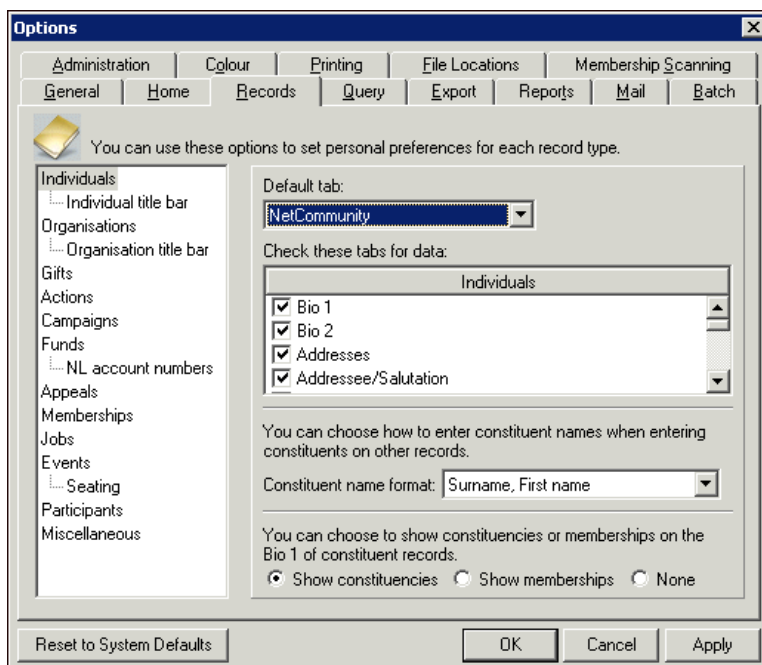 Options
Administration
Colour
Printing
File Locations
Membership Scanning
General
Home
Records
Query
Export
Reports
Mail
Batch
You can use these options to set personal preferences for each record type.
Individuals
Individual title bar
Organisations
Organisation title bar
Gifts
Actions
Campaigns
Funds
NL account numbers
Appeals
Memberships
Jobs
Events
Seating
Participants
Miscellaneous
Default tab:
NetCommunity
Check these tabs for data:
Individuals
Bio 1
Bio 2
Addresses
Addressee/Salutation
You can choose how to enter constituent names when entering
constituents on other records.
Constituent name format: Surname, First name
You can choose to show constituencies or memberships on the
Bio 1 of constituent records.
Show constituencies Show memberships None
Reset to System Defaults
OK
Cancel
Apply